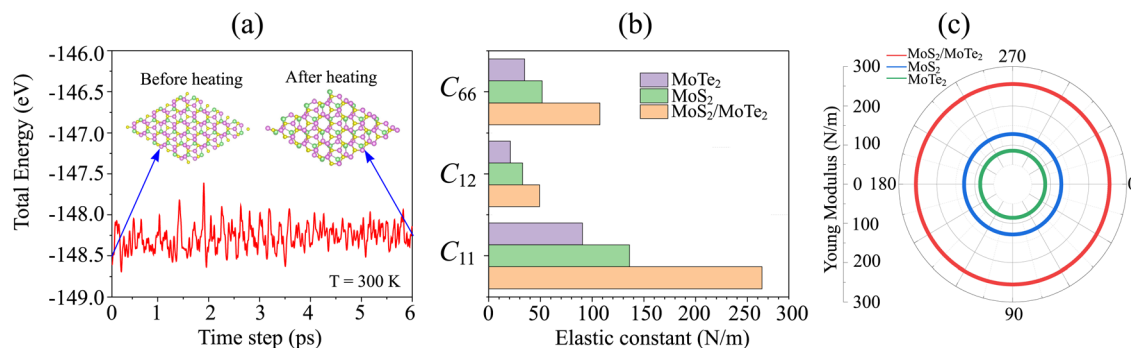 (a)
-146.0
-146.5
-147.0
-147.5
-148.0
-148.5
-149.0
Total Energy (eV)
Before heating
After heating
T = 300 K
0 1 2 3 4 5 6
Time step (ps)
(b)
C66
C12
C11
MoTe2
MoS2
MoS2/MoTe2
0 50 100 150 200 250 300
Elastic constant (N/m)
(c)
MoS2/MoTe2
MoS2
MoTe2
300
200
100
0
100
200
300
Young Modulus (N/m)
270
180
0
90